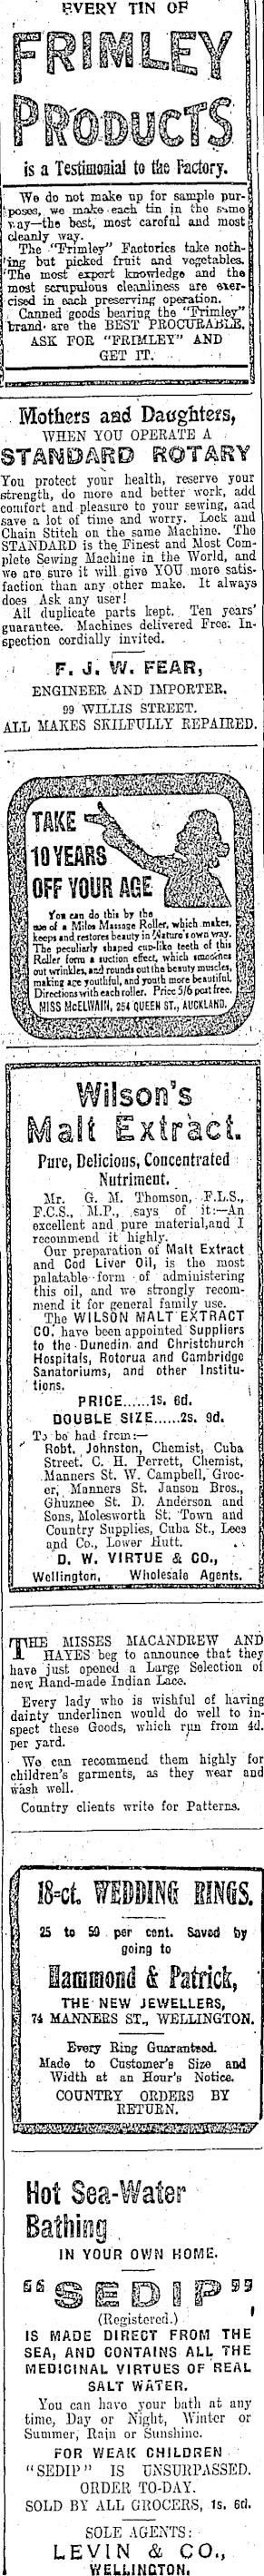 EVERY TIN OF
FRIMLEY
PRODUCTS
is a Testimonial to the Factory.
We do not make up for sample pur-
poses, we make each tin in the same
way—the best, most careful and most
cleanly way.
The "Frimley" Factories take noth-
ing but picked fruit and vegetables.
The most expert knowledge and the
most scrupulous cleanliness are exer-
cised in each preserving operation.
Canned goods bearing the "Frimley"
brand are the BEST PROCURABLE.
ASK FOR "FRIMLEY" AND
GET IT.
Mothers and Daughters,
WHEN YOU OPERATE A
STANDARD ROTARY
You protect your health, reserve your
strength, do more and better work, add
comfort and pleasure to your sewing, and
save a lot of time and worry. Lock and
Chain Stitch on the same Machine. The
STANDARD is the Finest and Most Com-
plete Sewing Machine in the World, and
we are sure it will give YOU more satis-
faction than any other make. It always
does Ask any user!
All duplicate parts kept. Ten years'
guarantee. Machines delivered Free. In-
spection cordially invited.
F. J. W. FEAR,
ENGINEER AND IMPORTER.
99 WILLIS STREET.
ALL MAKES SKILFULLY REPAIRED.
TAKE
10 YEARS
OFF YOUR AGE
You can do this by the
use of a Milos Massage Roller, which makes,
keeps and restores beauty in Nature's own way.
The peculiarly shaped cup-like teeth of this
Roller form a suction effect, which smoothes
out wrinkles, and rounds out the beauty muscles,
making age youthful, and youth more beautiful.
Directions with each roller. Price 5/6 post free.
MISS McELWAIN, 254 QUEEN ST., AUCKLAND.
Wilson's
Malt Extract.
Pure, Delicious, Concentrated
Nutriment.
Mr. G. M. Thomson, F.L.S.,
F.C.S., M.P., says of it:—An
excellent and pure material, and I
recommend it highly.
Our preparation of Malt Extract
and Cod Liver Oil, is the most
palatable form of administering
this oil, and we strongly recom-
mend it for general family use.
The WILSON MALT EXTRACT
CO. have been appointed Suppliers
to the Dunedin and Christchurch
Hospitals, Rotorua and Cambridge
Sanatoriums, and other Institu-
tions.
PRICE......1s. 6d.
DOUBLE SIZE......2s. 9d.
To be had from:—
Robt. Johnston, Chemist, Cuba
Street. C. H. Perrett, Chemist,
Manners St. W. Campbell, Groc-
er, Manners St. Janson Bros.,
Ghuznee St. D. Anderson and
Sons, Molesworth St. Town and
Country Supplies, Cuba St., Lees
and Co., Lower Hutt.
D. W. VIRTUE & CO.,
Wellington, Wholesale Agents.
THE MISSES MACANDREW AND
HAYES beg to announce that they
have just opened a Large Selection of
new Hand-made Indian Lace.
Every lady who is wishful of having
dainty underlinen would do well to in-
spect these Goods, which run from 4d.
per yard.
We can recommend them highly for
children's garments, as they wear and
wash well.
Country clients write for Patterns.
18-ct. WEDDING RINGS.
25 to 50 per cent. Saved by
going to
Hammond & Patrick,
THE NEW JEWELLERS,
74 MANNERS ST., WELLINGTON.
Every Ring Guaranteed.
Made to Customer's Size and
Width at an Hour's Notice.
COUNTRY ORDERS BY
RETURN.
Hot Sea-Water
Bathing
IN YOUR OWN HOME.
"SEDIP"
(Registered.)
IS MADE DIRECT FROM THE
SEA, AND CONTAINS ALL THE
MEDICINAL VIRTUES OF REAL
SALT WATER.
You can have your bath at any
time, Day or Night, Winter or
Summer, Rain or Sunshine.
FOR WEAK CHILDREN
"SEDIP" IS UNSURPASSED.
ORDER TO-DAY.
SOLD BY ALL GROCERS, 1s. 6d.
SOLE AGENTS:
LEVIN & CO.,
WELLINGTON.